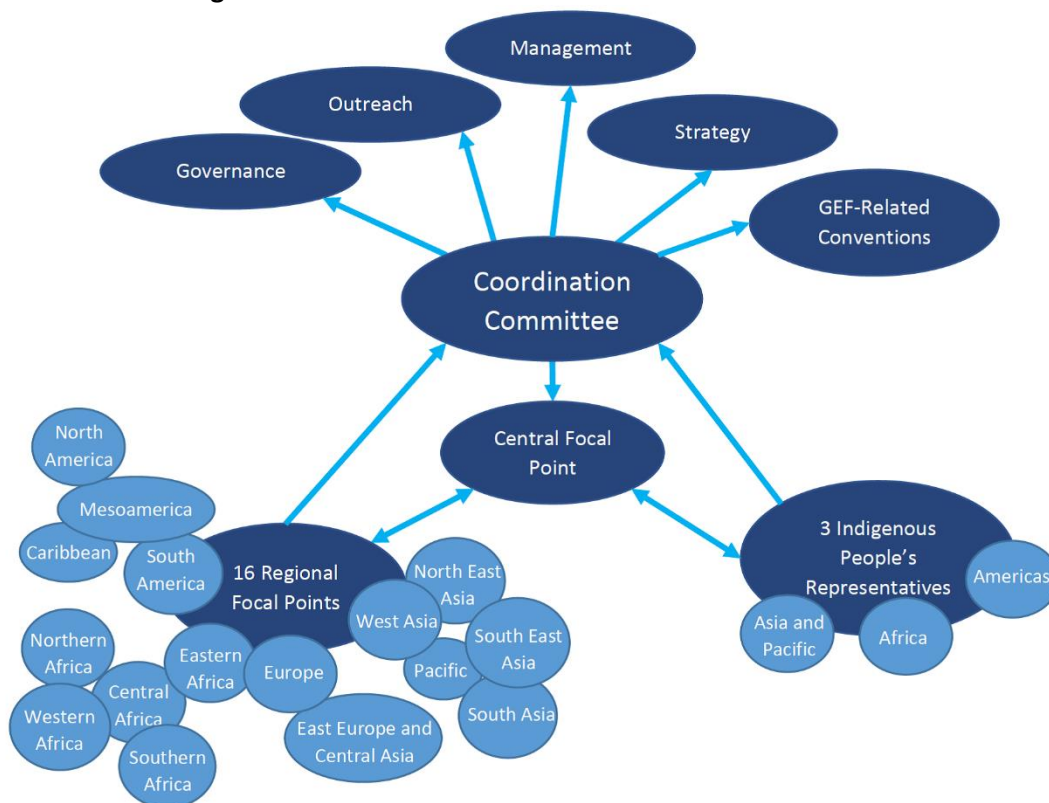 Management
Outreach
Strategy
Governance
GEF-Related
Conventions
Coordination
Committee
Central Focal
Point
North
America
Mesoamerica
Caribbean
South
America
16 Regional
Focal Points
North East
Asia
West Asia
South East
Asia
Pacific
South Asia
Northern
Africa
Eastern
Africa
Europe
Central
Africa
Western
Africa
Southern
Africa
East Europe and
Central Asia
3 Indigenous
People’s
Representatives
Americas
Asia and
Pacific
Africa